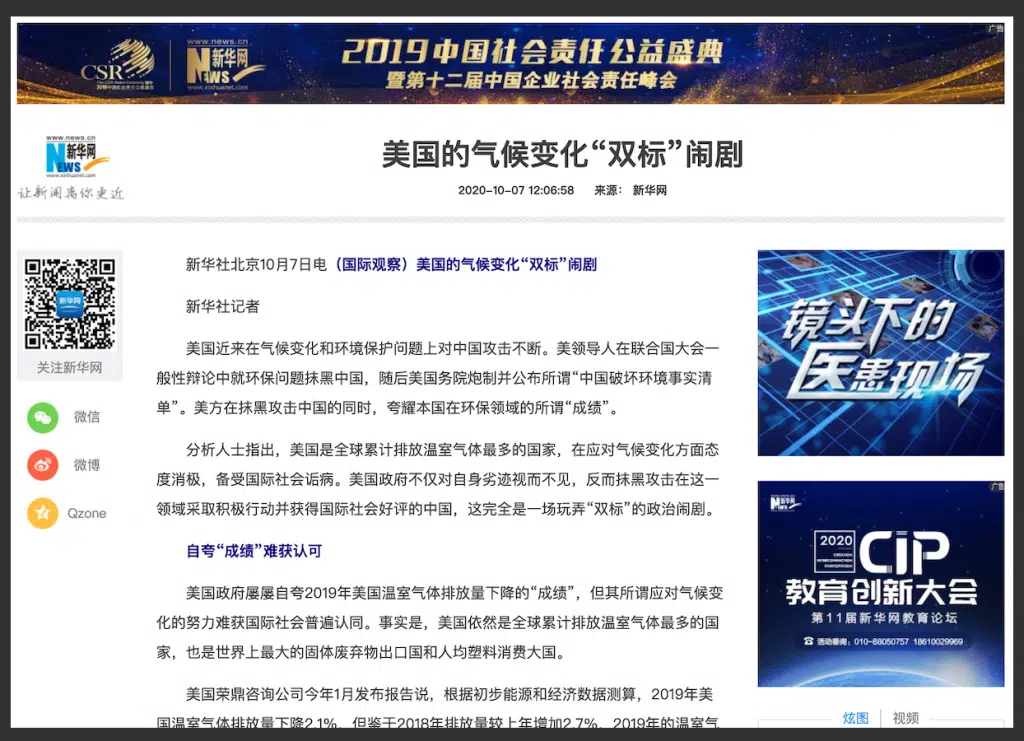 广告
CSR
www.news.cn
新华网
NEWS
www.xinhuanet.com
2019中国社会责任公益盛典
暨第十二届中国企业社会责任峰会
www.news.cn
新华网
NEWS
www.xinhuanet.com
让新闻离你更近
美国的气候变化“双标”闹剧
2020-10-07 12:06:58 来源： 新华网
新华网
关注新华网
微信
微博
Qzone
新华社北京10月7日电（国际观察）美国的气候变化“双标”闹剧
新华社记者
美国近来在气候变化和环境保护问题上对中国攻击不断。美领导人在联合国大会一
般性辩论中就环保问题抹黑中国，随后美国务院炮制并公布所谓“中国破坏环境事实清
单”。美方在抹黑攻击中国的同时，夸耀本国在环保领域的所谓“成绩”。
分析人士指出，美国是全球累计排放温室气体最多的国家，在应对气候变化方面态
度消极，备受国际社会诟病。美国政府不仅对自身劣迹视而不见，反而抹黑攻击在这一
领域采取积极行动并获得国际社会好评的中国，这完全是一场玩弄“双标”的政治闹剧。
自夸“成绩”难获认可
美国政府屡屡自夸2019年美国温室气体排放量下降的“成绩”，但其所谓应对气候变
化的努力难获国际社会普遍认同。事实是，美国依然是全球累计排放温室气体最多的国
家，也是世界上最大的固体废弃物出口国和人均塑料消费大国。
美国荣鼎咨询公司今年1月发布报告说，根据初步能源和经济数据测算，2019年美
国温室气体排放量下降2.1%，但鉴于2018年排放量较上年增加2.7%，2019年的温室气
镜头下的
医患现场
广告
新华网
NEWS
2020
CREATION
INTERCONNECTION
PARTICIPATION
CIP
教育创新大会
第11届新华网教育论坛
活动垂询：010-88050757 18610029969
炫图 视频